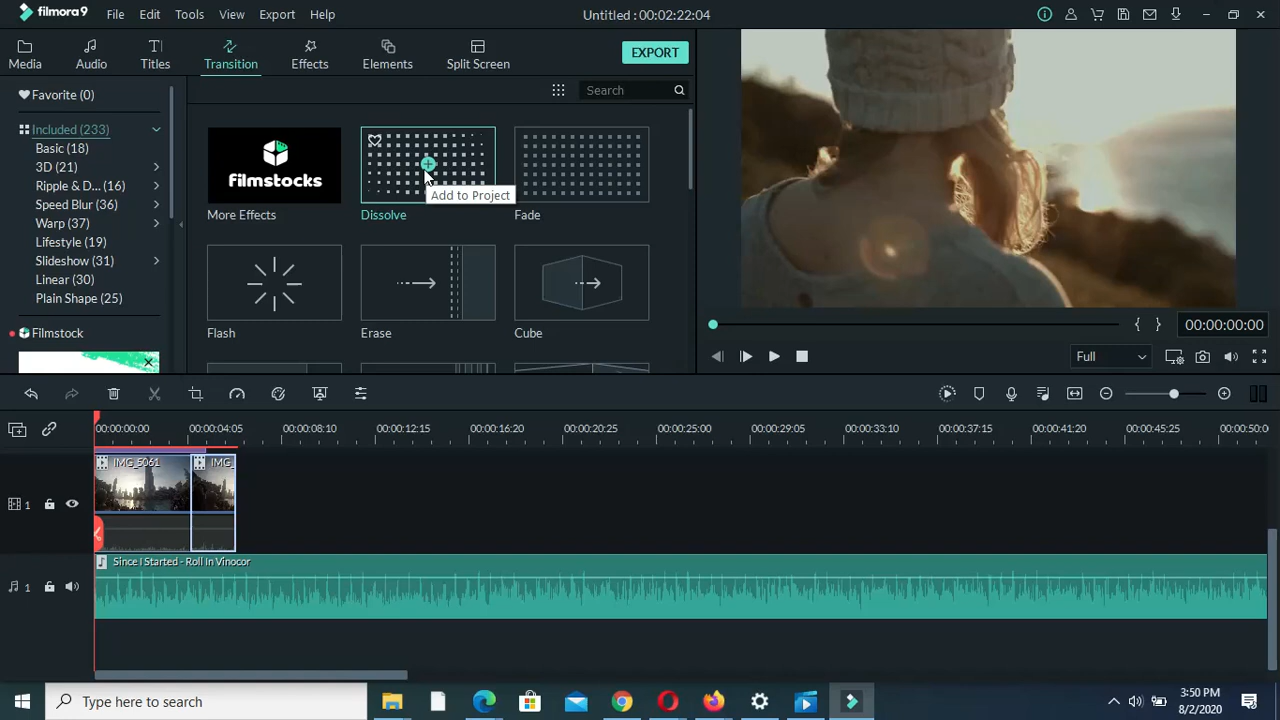 filmora9
File Edit Tools View Export Help
Untitled : 00:02:22:04
Media Audio Titles Transition Effects Elements Split Screen
EXPORT
Favorite (0)
Search
Included (233)
Basic (18)
3D (21)
Ripple & D... (16)
Speed Blur (36)
Warp (37)
Lifestyle (19)
Slideshow (31)
Linear (30)
Plain Shape (25)
Filmstock
filmstocks
More Effects
Dissolve
Add to Project
Fade
Flash
Erase
Cube
00:00:00:00
Full
00:00:00:00 00:00:04:05 00:00:08:10 00:00:12:15 00:00:16:20 00:00:20:25 00:00:25:00 00:00:29:05 00:00:33:10 00:00:37:15 00:00:41:20 00:00:45:25 00:00:50:0
IMG_5061
IMG_
1
Since I Started - Roll In Vinocor
1
Type here to search
3:50 PM
8/2/2020